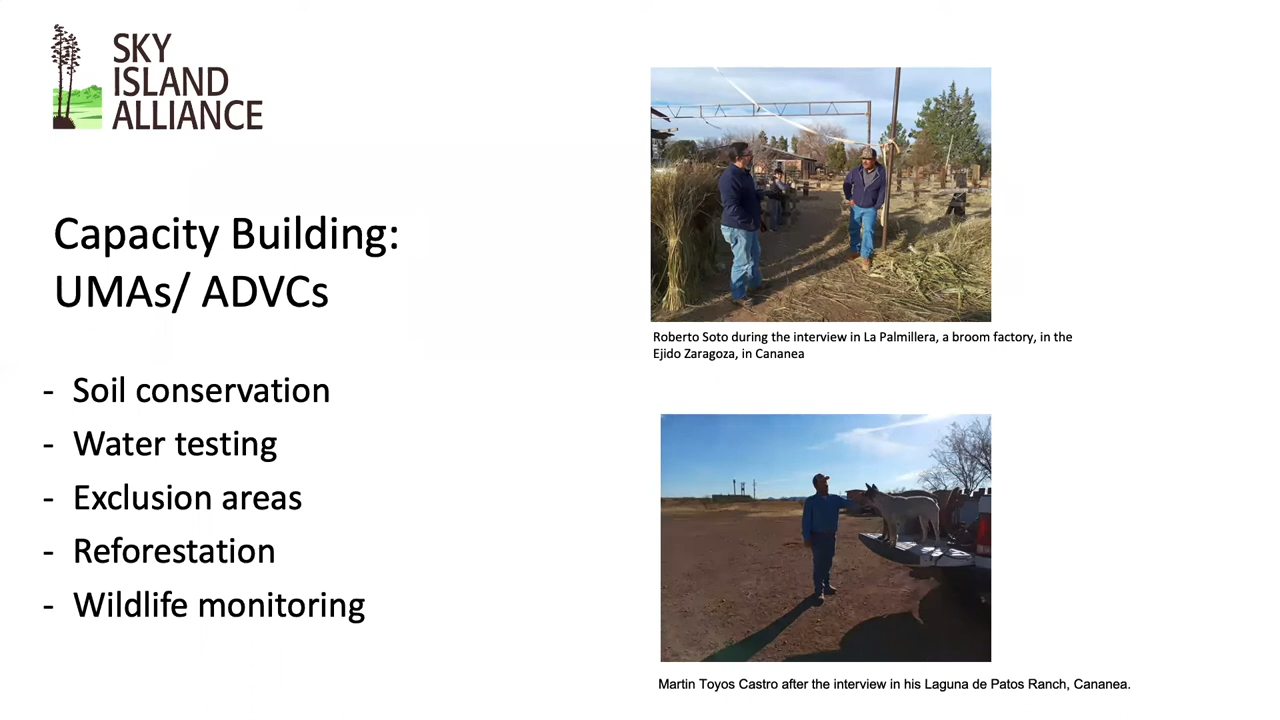 SKY
ISLAND
ALLIANCE
Capacity Building:
UMAs/ ADVCs
- Soil conservation
- Water testing
- Exclusion areas
- Reforestation
- Wildlife monitoring
Roberto Soto during the interview in La Palmillera, a broom factory, in the
Ejido Zaragoza, in Cananea
Martin Toyos Castro after the interview in his Laguna de Patos Ranch, Cananea.